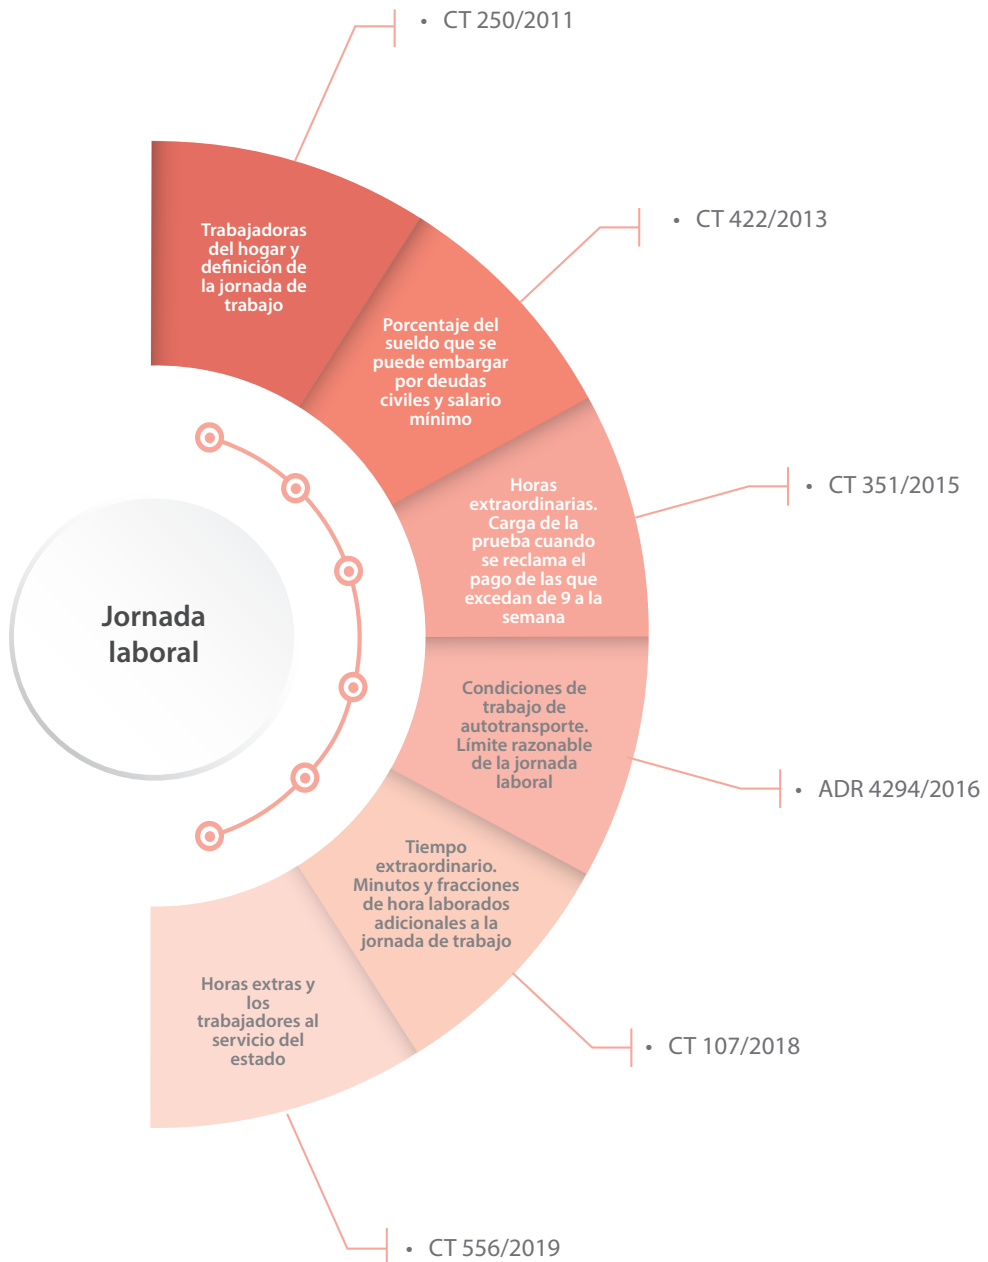 • CT 250/2011
Trabajadoras
del hogar y
definición de
la jornada de
trabajo
• CT 422/2013
Porcentaje del
sueldo que se
puede embargar
por deudas
civiles y salario
mínimo
• CT 351/2015
Horas
extraordinarias.
Carga de la
prueba cuando
se reclama el
pago de las que
excedan de 9 a la
semana
Jornada
laboral
Condiciones de
trabajo de
autotransporte.
Límite razonable
de la jornada
laboral
• ADR 4294/2016
Tiempo
extraordinario.
Minutos y fracciones
de hora laborados
adicionales a la
jornada de trabajo
• CT 107/2018
Horas extras y
los
trabajadores al
servicio del
estado
• CT 556/2019